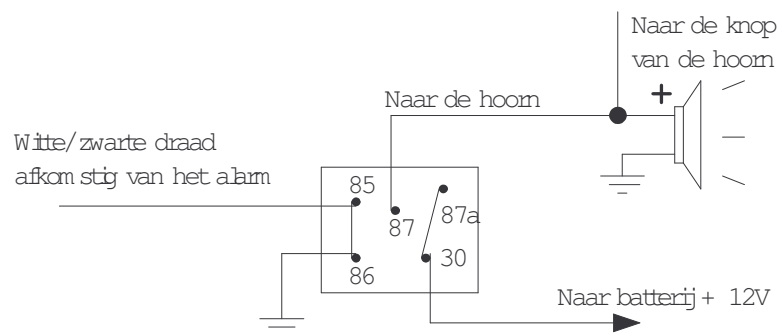 Naar de knop
van de hoorn
+
Naar de hoorn
Witte/zwarte draad
afkomstig van het alarm
85
87
87a
86
30
Naar batterij + 12V